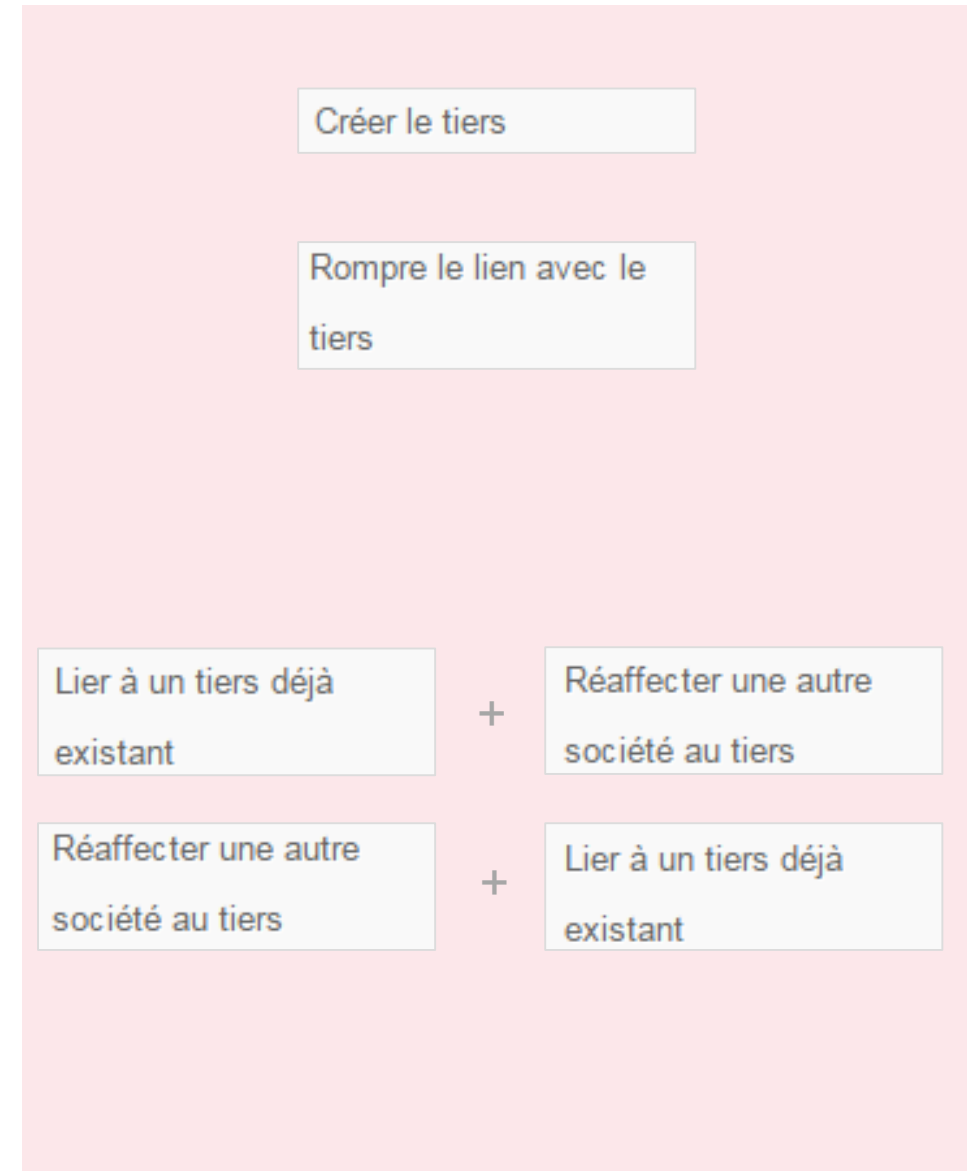 Créer le tiers
Rompre le lien avec le
tiers
Lier à un tiers déjà
existant
+
Réaffecter une autre
société au tiers
Réaffecter une autre
société au tiers
+
Lier à un tiers déjà
existant